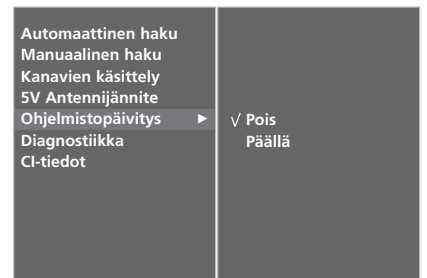 Automaattinen haku
Manuaalinen haku
Kanavien käsittely
5V Antennijännite
Ohjelmistopäivitys ►
Diagnostiikka
CI-tiedot
√ Pois
Päällä